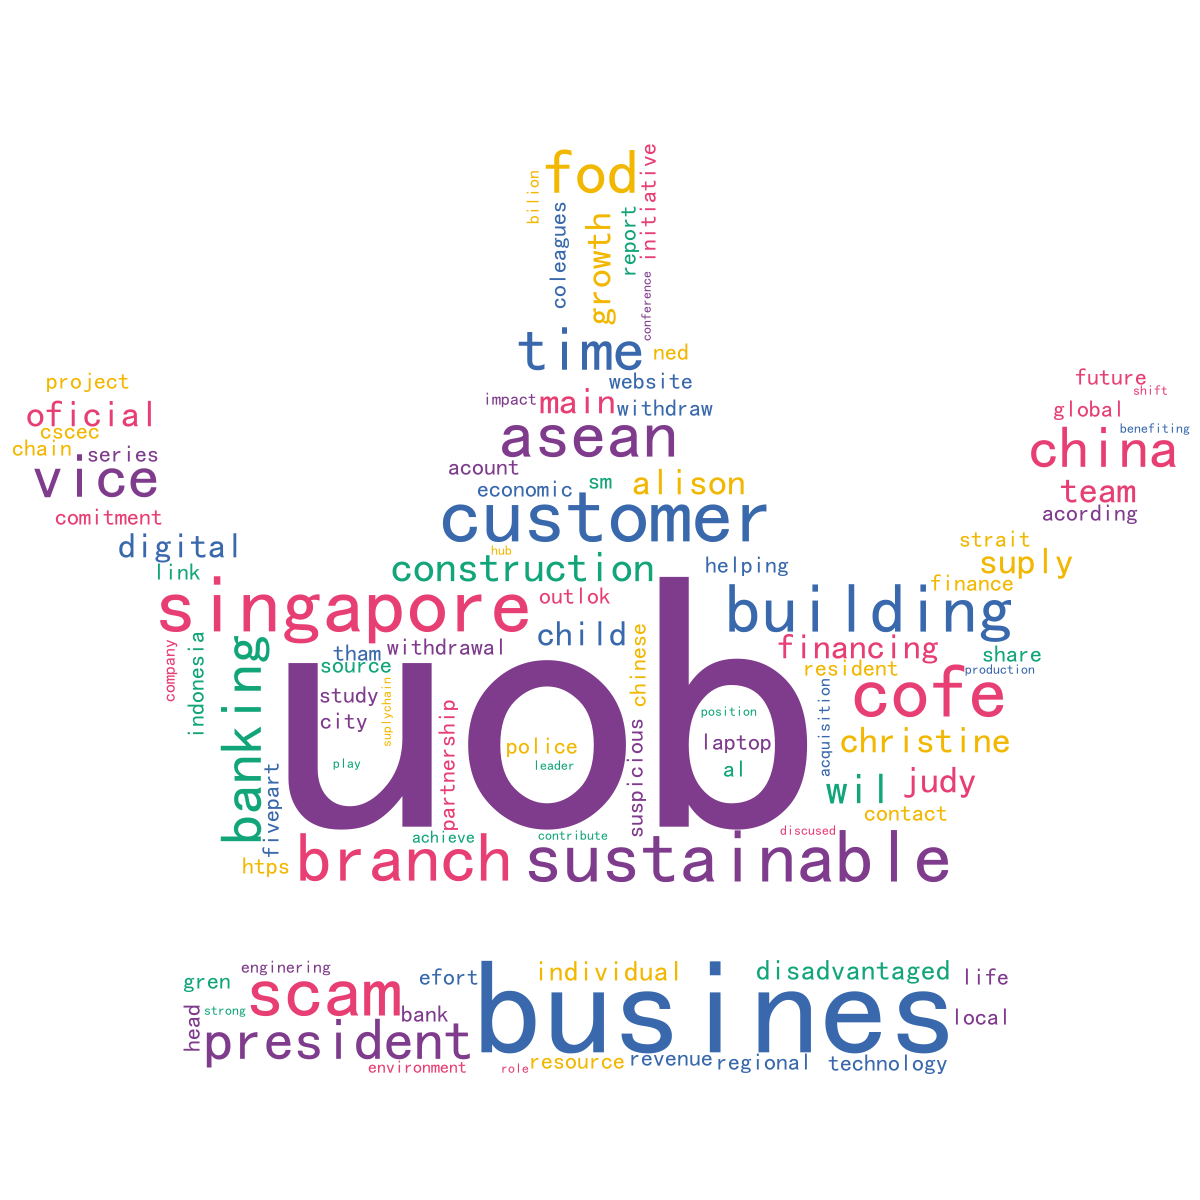 fod
bilion
initiative
coleagues
growth
report
conference
time
ned
website
impact
main
withdraw
asean
project
oficial
cscec
chain
series
vice
comitment
future
shift
global
benefiting
china
team
acording
acount
economic
sm
alison
customer
digital
link
hub
construction
helping
strait
suply
finance
singapore
outlok
building
child
withdrawal
tham
source
study
city
suplychain
play
company
indonesia
banking
fivepart
htps
uob
chinese
partnership
police
leader
suspicious
position
laptop
al
financing
share
resident
production
cofe
acquisition
christine
wil
judy
contact
discused
achieve
contribute
branch
sustainable
enginering
gren
scam
strong
efort
individual
disadvantaged
life
head
bank
president
busines
local
environment
role
resource
revenue
regional
technology